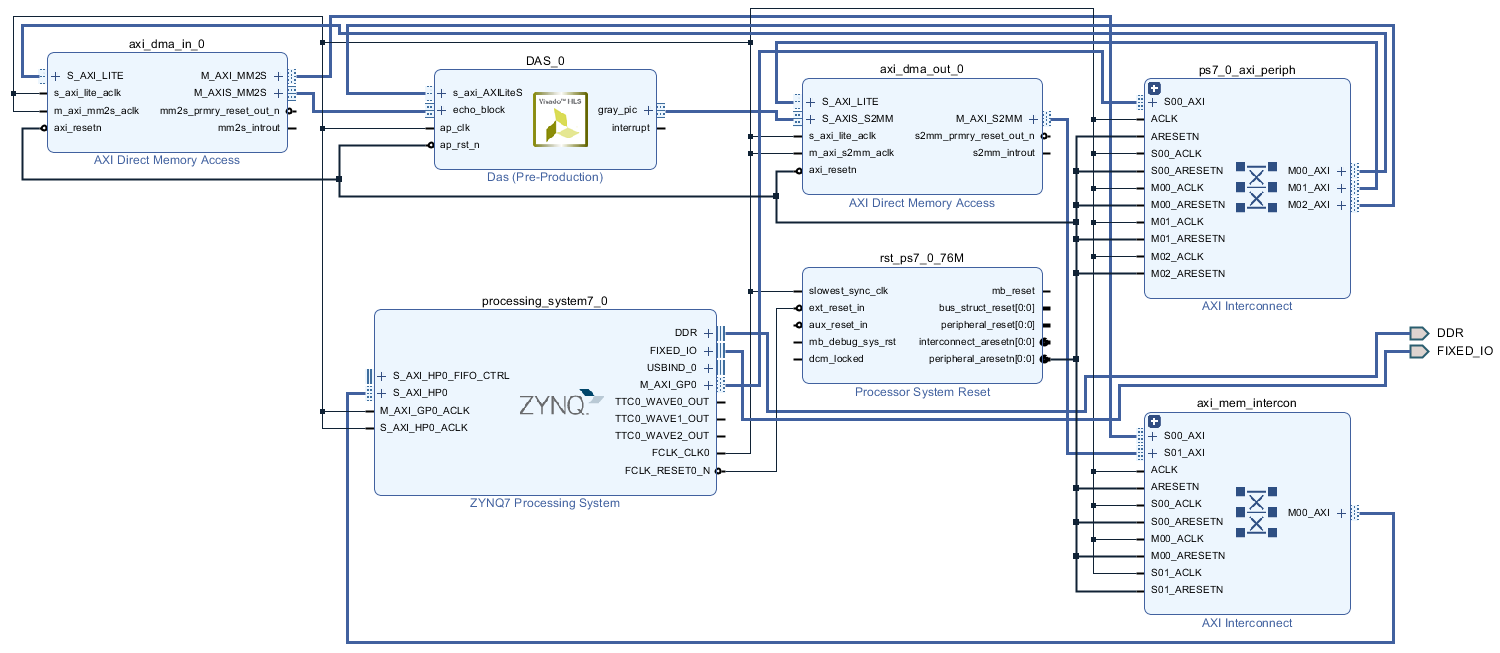 axi_dma_in_0
S_AXI_LITE
s_axi_lite_aclk
m_axi_mm2s_aclk
axi_resetn
M_AXI_MM2S
M_AXIS_MM2S
mm2s_prmry_reset_out_n
mm2s_introut
AXI Direct Memory Access
DAS_0
s_axi_AXILiteS
echo_block
ap_clk
ap_rst_n
Vivado™ HLS
gray_pic
interrupt
Das (Pre-Production)
axi_dma_out_0
S_AXI_LITE
S_AXIS_S2MM
s_axi_lite_aclk
m_axi_s2mm_aclk
axi_resetn
M_AXI_S2MM
s2mm_prmry_reset_out_n
s2mm_introut
AXI Direct Memory Access
ps7_0_axi_periph
S00_AXI
ACLK
ARESETN
S00_ACLK
S00_ARESETN
M00_ACLK
M00_ARESETN
M01_ACLK
M01_ARESETN
M02_ACLK
M02_ARESETN
M00_AXI
M01_AXI
M02_AXI
AXI Interconnect
rst_ps7_0_76M
slowest_sync_clk
ext_reset_in
aux_reset_in
mb_debug_sys_rst
dcm_locked
mb_reset
bus_struct_reset[0:0]
peripheral_reset[0:0]
interconnect_aresetn[0:0]
peripheral_aresetn[0:0]
Processor System Reset
processing_system7_0
S_AXI_HP0_FIFO_CTRL
S_AXI_HP0
M_AXI_GP0_ACLK
S_AXI_HP0_ACLK
ZYNQ
DDR
FIXED_IO
USBIND_0
M_AXI_GP0
TTC0_WAVE0_OUT
TTC0_WAVE1_OUT
TTC0_WAVE2_OUT
FCLK_CLK0
FCLK_RESET0_N
ZYNQ7 Processing System
DDR
FIXED_IO
axi_mem_intercon
S00_AXI
S01_AXI
ACLK
ARESETN
S00_ACLK
S00_ARESETN
M00_ACLK
M00_ARESETN
S01_ACLK
S01_ARESETN
M00_AXI
AXI Interconnect